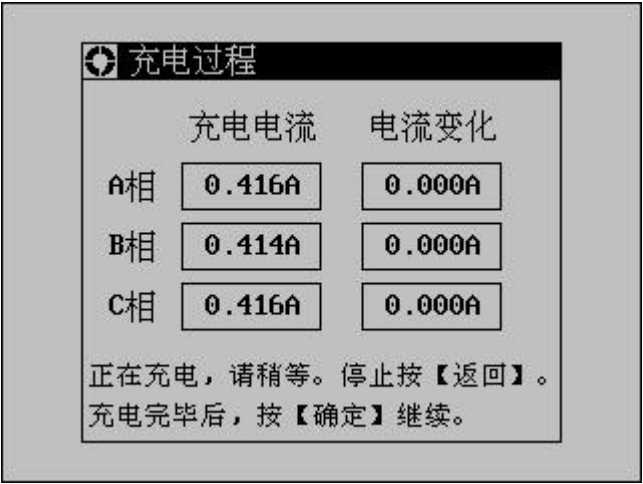 充电过程
充电电流 电流变化
A相 0.416A 0.000A
B相 0.414A 0.000A
C相 0.416A 0.000A
正在充电，请稍等。停止按【返回】。
充电完毕后，按【确定】继续。